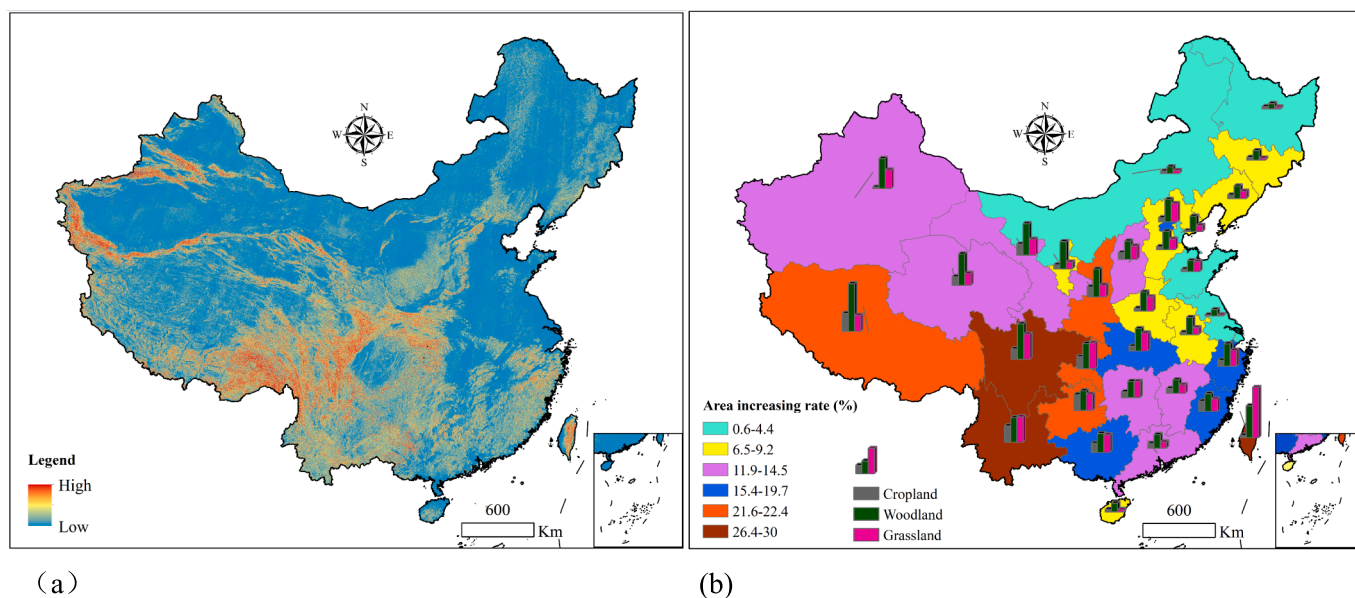 N
W E
S
Legend
High
Low
600
Km
(a)
N
W E
S
Area increasing rate (%)
0.6-4.4
6.5-9.2
11.9-14.5
15.4-19.7
21.6-22.4
26.4-30
Cropland
Woodland
Grassland
600
Km
(b)